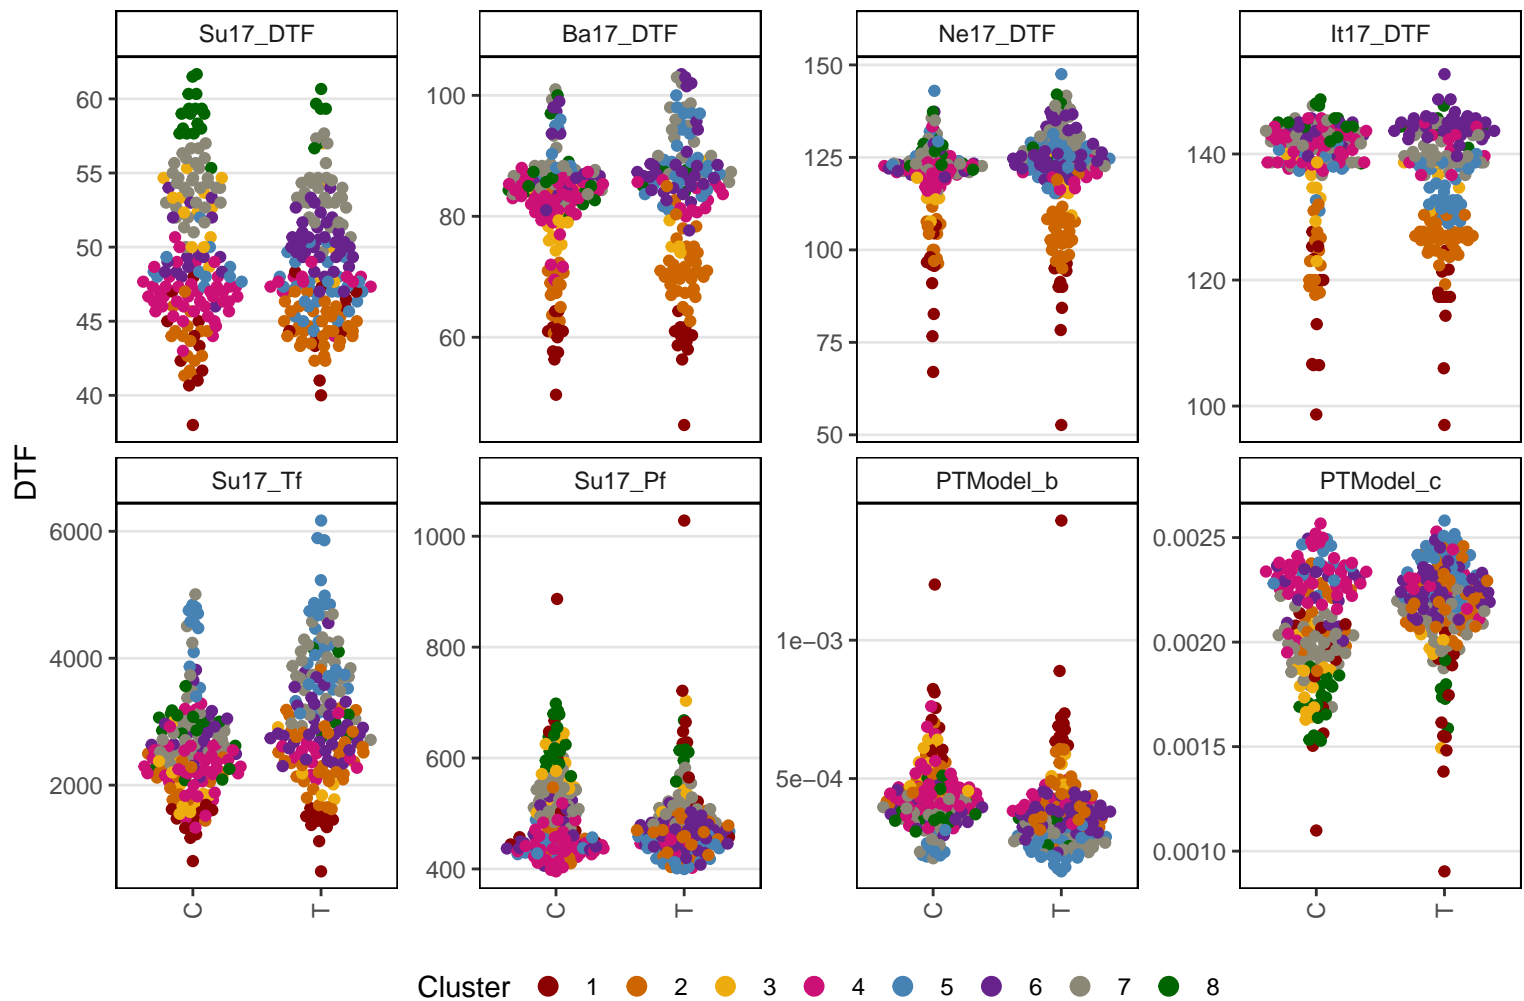 Su17_DTF Ba17_DTF Ne17_DTF It17_DTF
60 55 50 45 40
100 80 60
150 125 100 75 50
140 120 100
DTF
Su17_Tf Su17_Pf PTModel_b PTModel_c
6000 4000 2000
1000 800 600 400
1e−03 5e−04
0.0025 0.0020 0.0015 0.0010
C T C T C T C T
Cluster 1 2 3 4 5 6 7 8